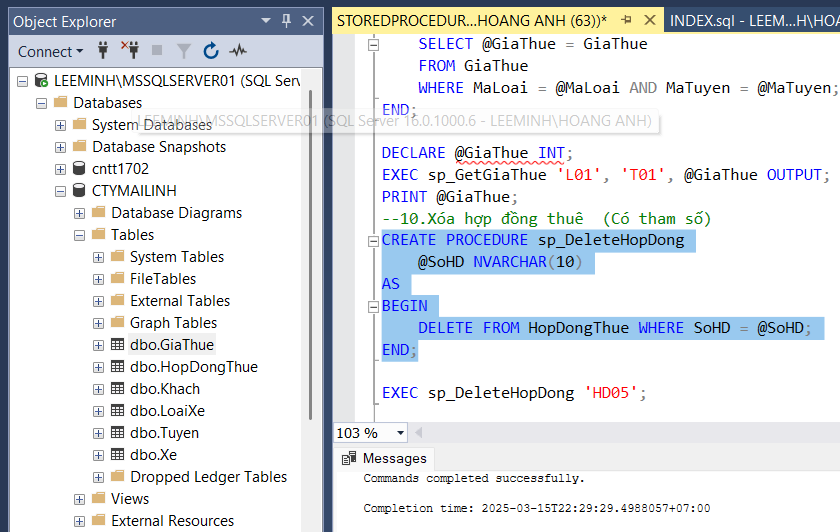 Object Explorer
Connect
LEEMINH\MSSQLSERVER01 (SQL Serv
Databases
System Databases
Database Snapshots
cntt1702
CTYMAILINH
Database Diagrams
Tables
System Tables
FileTables
External Tables
Graph Tables
dbo.GiaThue
dbo.HopDongThue
dbo.Khach
dbo.LoaiXe
dbo.Tuyen
dbo.Xe
Dropped Ledger Tables
Views
External Resources
LEEMINH\MSSQLSERVER01 (SQL Server 16.0.1000.6 - LEEMINH\HOANG ANH)
STOREDPROCEDUR...HOANG ANH (63))*
INDEX.sql - LEEM...H\HOAN
SELECT @GiaThue = GiaThue
FROM GiaThue
WHERE MaLoai = @MaLoai AND MaTuyen = @MaTuyen;
END;
DECLARE @GiaThue INT;
EXEC sp_GetGiaThue 'L01', 'T01', @GiaThue OUTPUT;
PRINT @GiaThue;
--10.Xóa hợp đồng thuê  (Có tham số)
CREATE PROCEDURE sp_DeleteHopDong
@SoHD NVARCHAR(10)
AS
BEGIN
DELETE FROM HopDongThue WHERE SoHD = @SoHD;
END;
EXEC sp_DeleteHopDong 'HD05';
103 %
Messages
Commands completed successfully.
Completion time: 2025-03-15T22:29:29.4988057+07:00